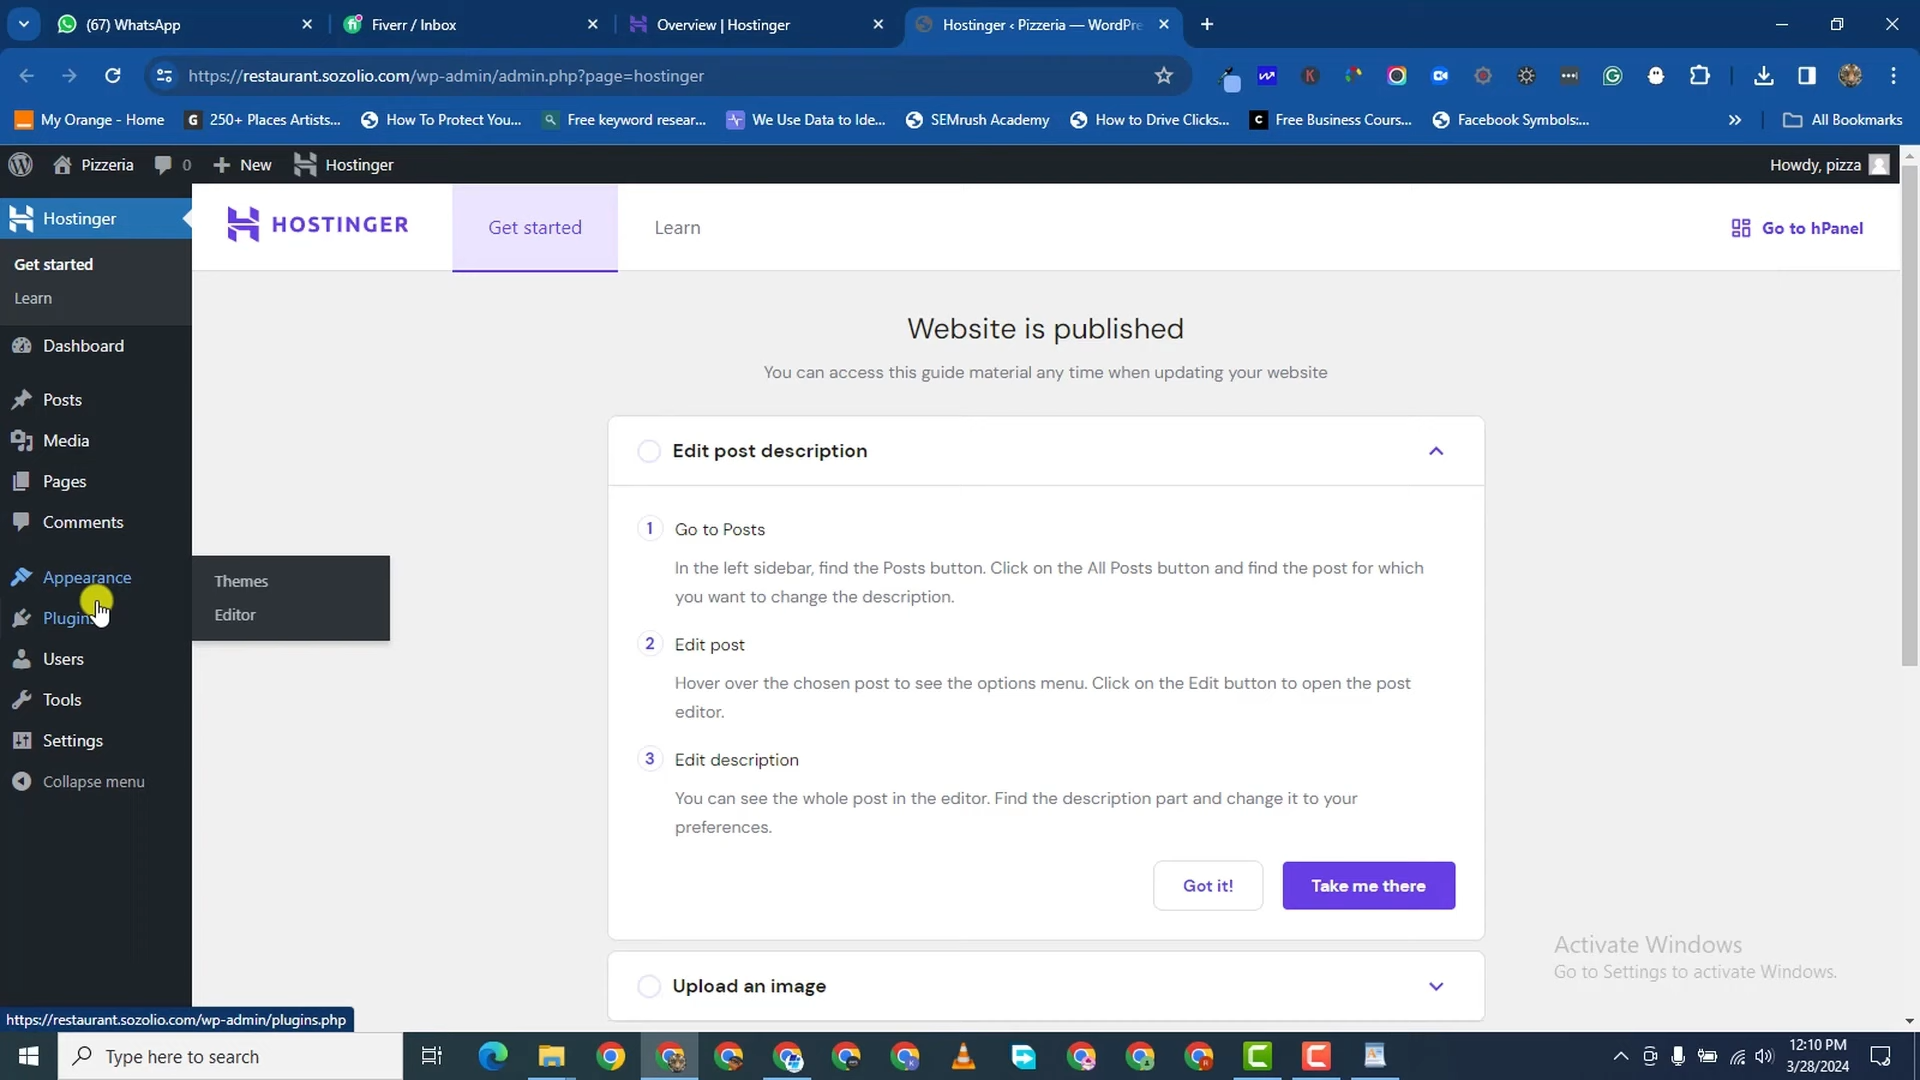 (67) WhatsApp
Fiverr / Inbox
Overview | Hostinger
Hostinger ‹ Pizzeria — WordPre
https://restaurant.sozolio.com/wp-admin/admin.php?page=hostinger
My Orange - Home
250+ Places Artists...
How To Protect You...
Free keyword resear...
We Use Data to Ide...
SEMrush Academy
How to Drive Clicks...
Free Business Cours...
Facebook Symbols:...
»
All Bookmarks
Pizzeria
0
New
Hostinger
Howdy, pizza
Hostinger
Get started
Learn
Dashboard
Posts
Media
Pages
Comments
Appearance
Plugins
Users
Tools
Settings
Collapse menu
Themes
Editor
HOSTINGER
Get started
Learn
Go to hPanel
Website is published
You can access this guide material any time when updating your website
Edit post description
1 Go to Posts
In the left sidebar, find the Posts button. Click on the All Posts button and find the post for which
you want to change the description.
2 Edit post
Hover over the chosen post to see the options menu. Click on the Edit button to open the post
editor.
3 Edit description
You can see the whole post in the editor. Find the description part and change it to your
preferences.
Got it!
Take me there
Upload an image
Activate Windows
Go to Settings to activate Windows.
https://restaurant.sozolio.com/wp-admin/plugins.php
Type here to search
12:10 PM
3/28/2024